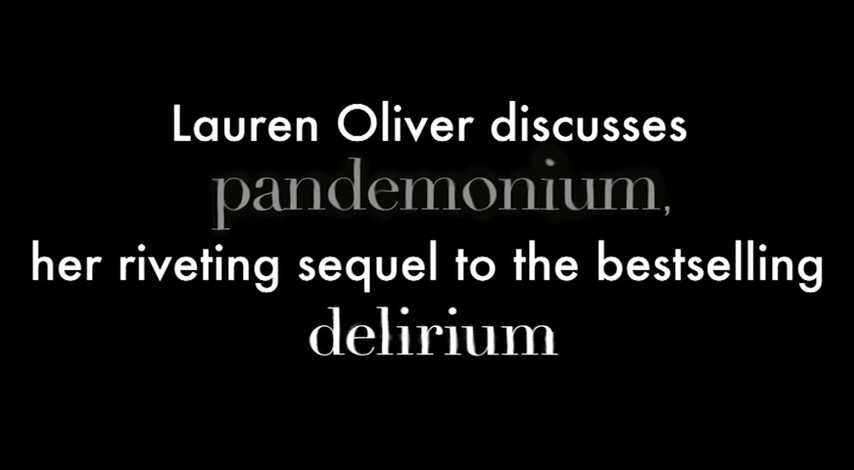 Lauren Oliver discusses
pandemonium,
her riveting sequel to the bestselling
delirium